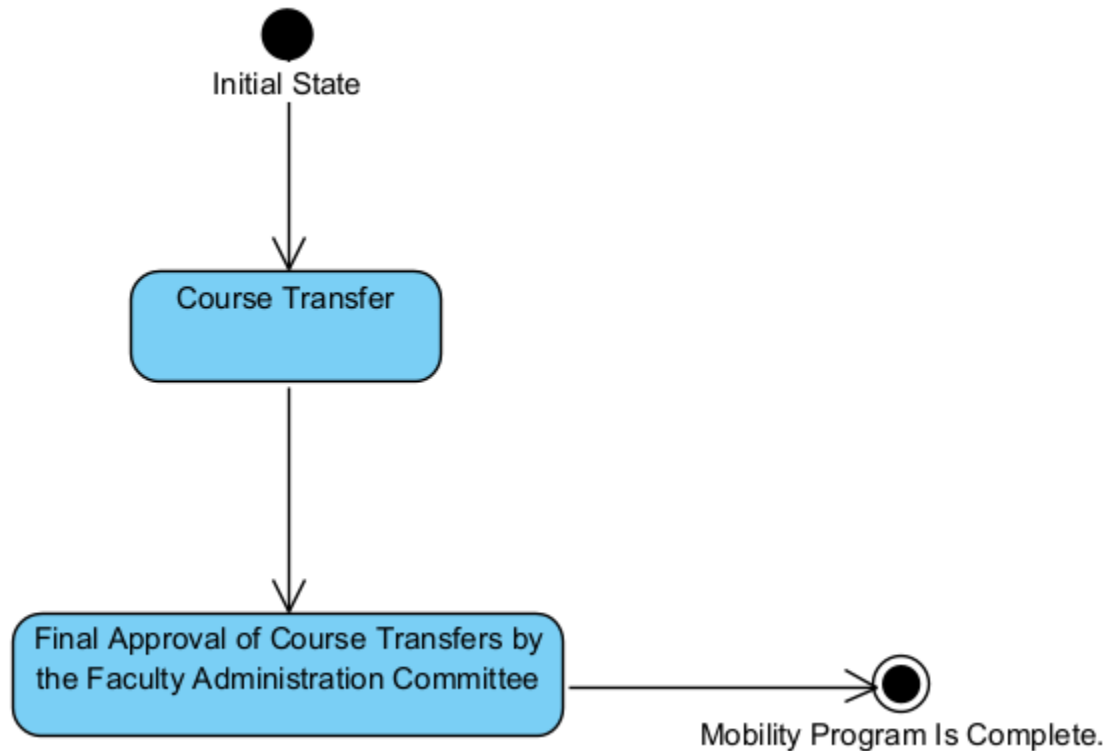 Initial State
Course Transfer
Final Approval of Course Transfers by
the Faculty Administration Committee
Mobility Program Is Complete.